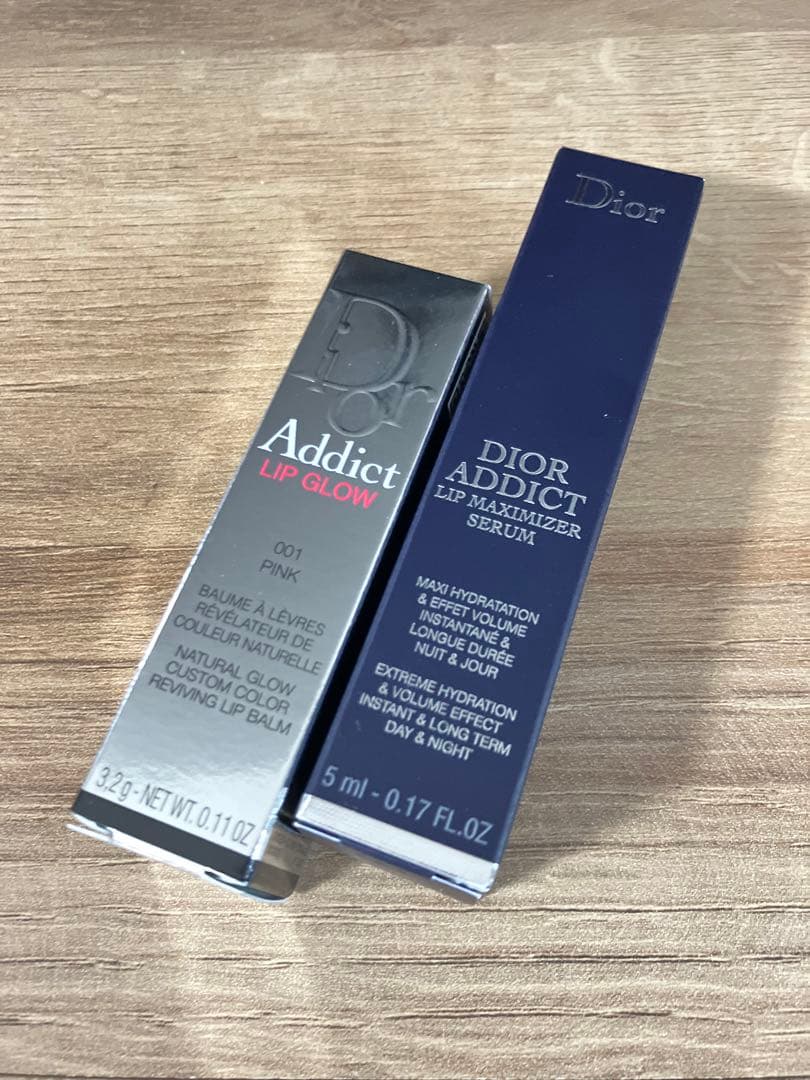 Dior
Addict
LIP GLOW
001
PINK
BAUME À LÈVRES
RÉVÉLATEUR DE
COULEUR NATURELLE
NATURAL GLOW
CUSTOM COLOR
REVIVING LIP BALM
3,2g - NET WT. 0.11 OZ
Dior
DIOR
ADDICT
LIP MAXIMIZER
SERUM
MAXI HYDRATATION
& EFFET VOLUME
INSTANTANÉ &
LONGUE DURÉE
NUIT & JOUR
EXTREME HYDRATION
& VOLUME EFFECT
INSTANT & LONG TERM
DAY & NIGHT
5 ml - 0.17 FL.OZ